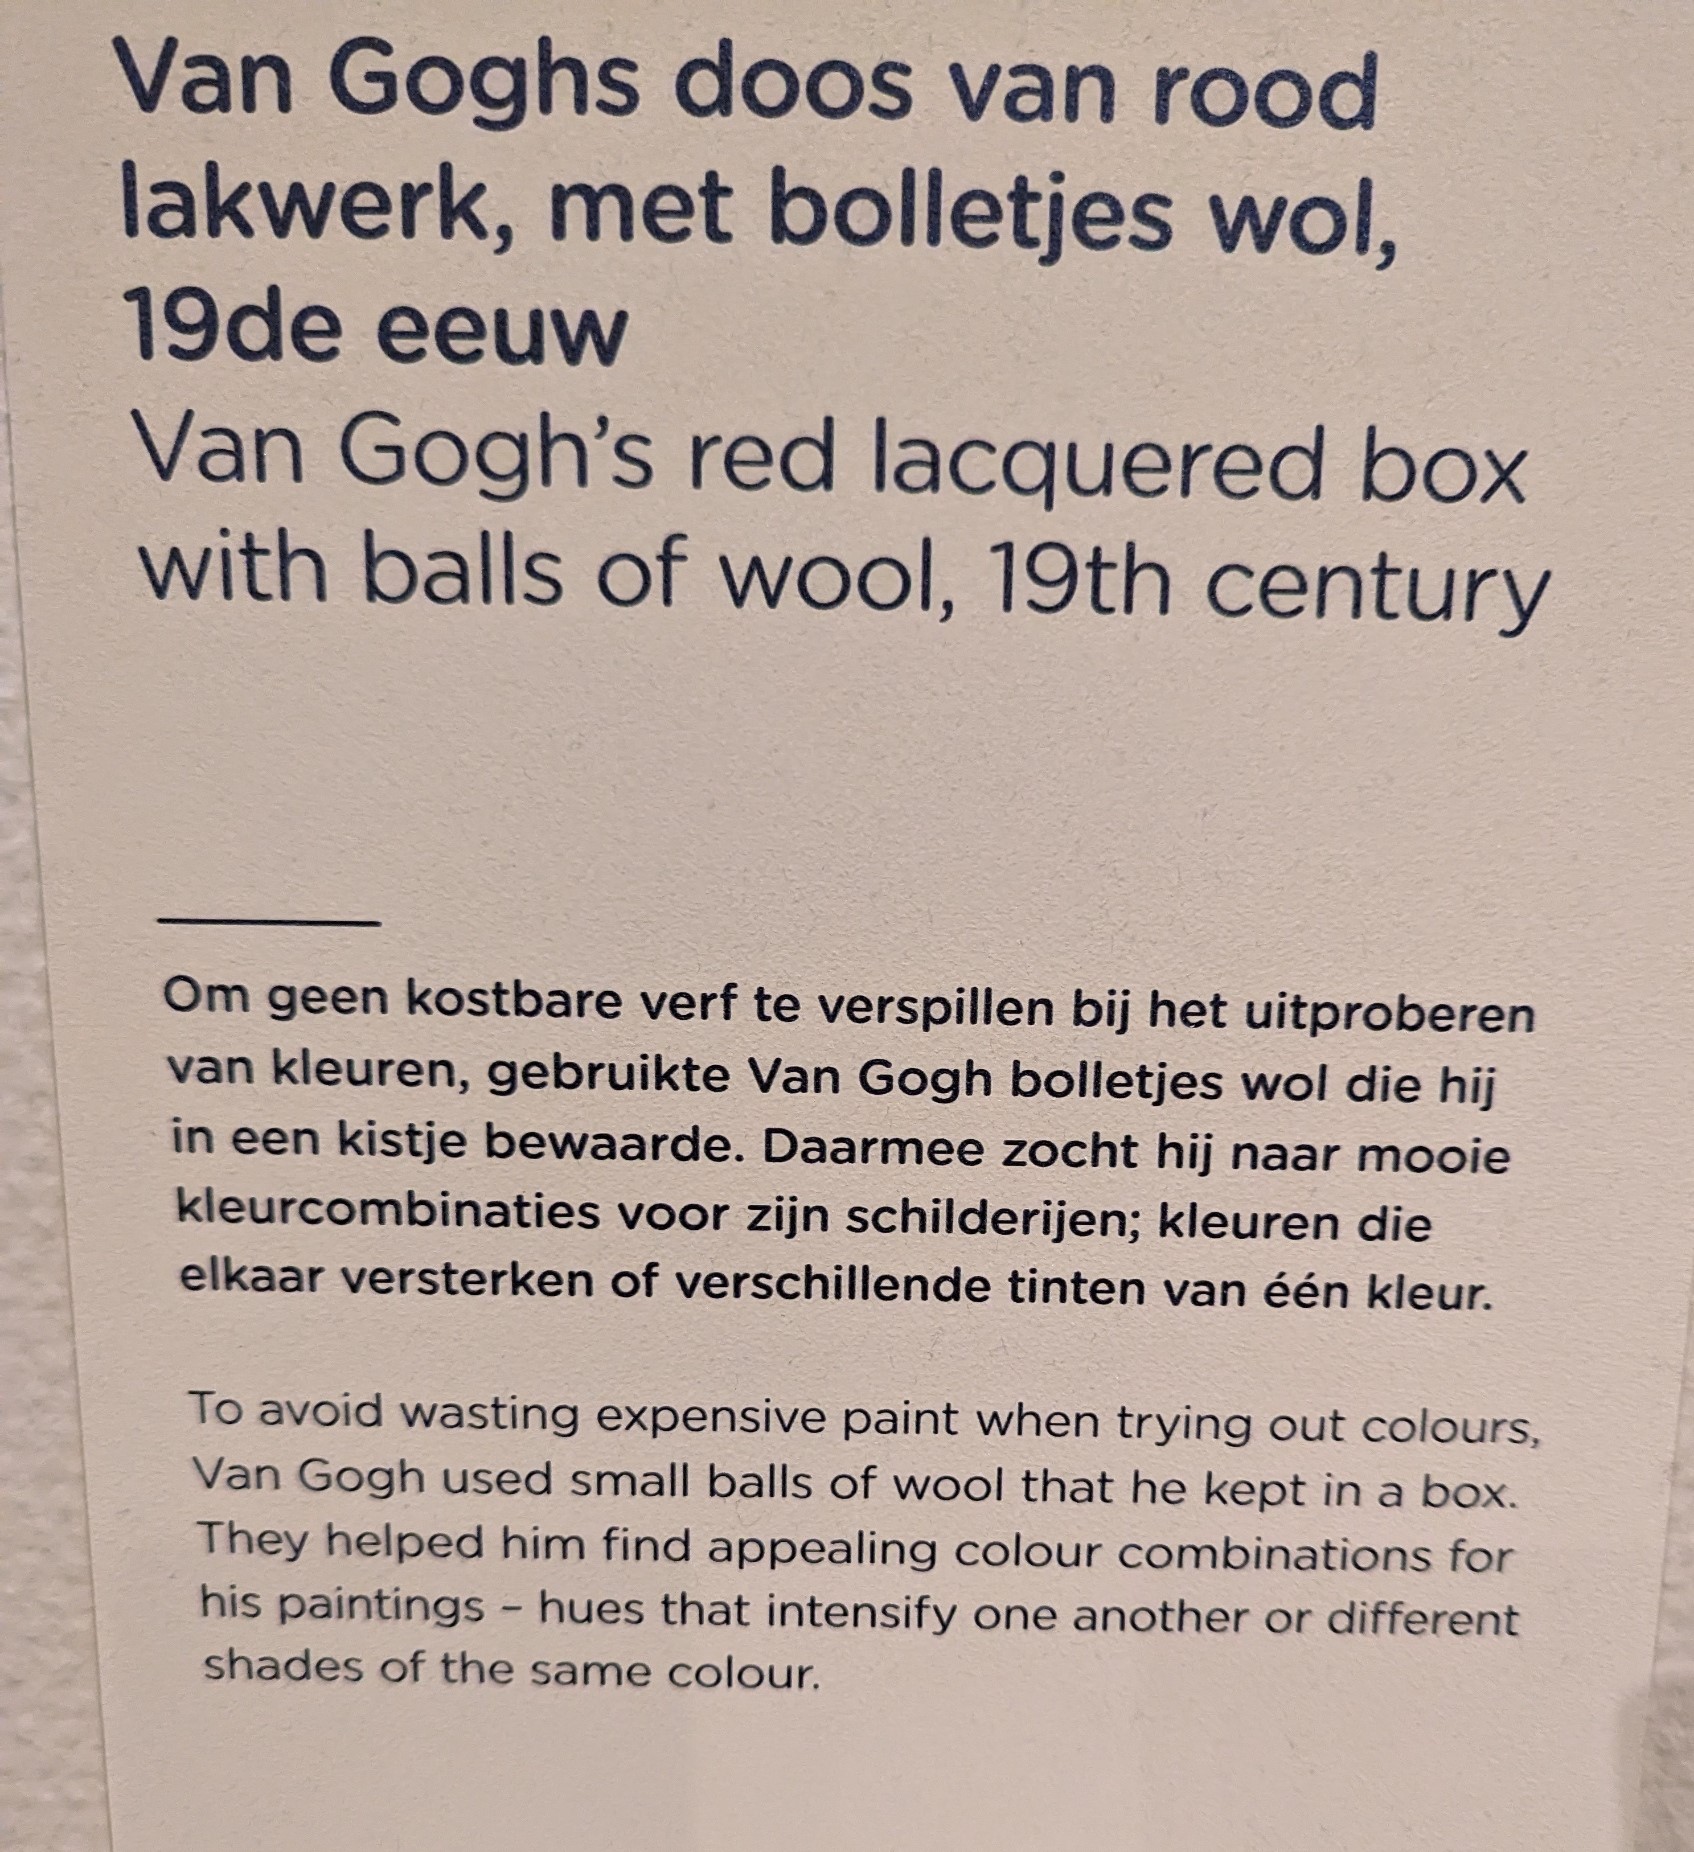 Van Goghs doos van rood
lakwerk, met bolletjes wol,
19de eeuw
Van Gogh’s red lacquered box
with balls of wool, 19th century
Om geen kostbare verf te verspillen bij het uitproberen
van kleuren, gebruikte Van Gogh bolletjes wol die hij
in een kistje bewaarde. Daarmee zocht hij naar mooie
kleurcombinaties voor zijn schilderijen; kleuren die
elkaar versterken of verschillende tinten van één kleur.
To avoid wasting expensive paint when trying out colours,
Van Gogh used small balls of wool that he kept in a box.
They helped him find appealing colour combinations for
his paintings – hues that intensify one another or different
shades of the same colour.